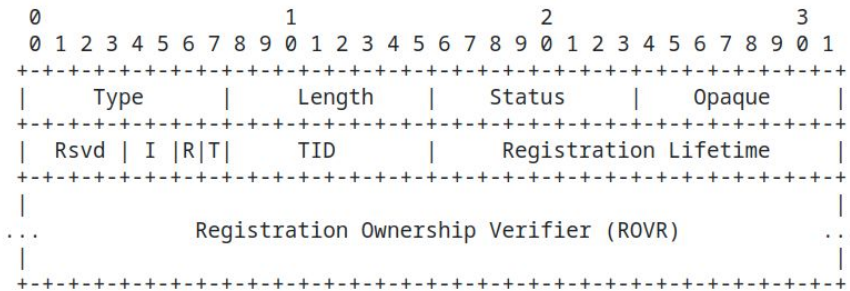 0                   1                   2                   3
 0 1 2 3 4 5 6 7 8 9 0 1 2 3 4 5 6 7 8 9 0 1 2 3 4 5 6 7 8 9 0 1
+-+-+-+-+-+-+-+-+-+-+-+-+-+-+-+-+-+-+-+-+-+-+-+-+-+-+-+-+-+-+-+-+
|     Type      |     Length    |    Status     |    Opaque     |
+-+-+-+-+-+-+-+-+-+-+-+-+-+-+-+-+-+-+-+-+-+-+-+-+-+-+-+-+-+-+-+-+
|  Rsvd | I |R|T|     TID       |     Registration Lifetime     |
+-+-+-+-+-+-+-+-+-+-+-+-+-+-+-+-+-+-+-+-+-+-+-+-+-+-+-+-+-+-+-+-+
|                                                               |
...            Registration Ownership Verifier (ROVR)           ..
|                                                               |
+-+-+-+-+-+-+-+-+-+-+-+-+-+-+-+-+-+-+-+-+-+-+-+-+-+-+-+-+-+-+-+-+